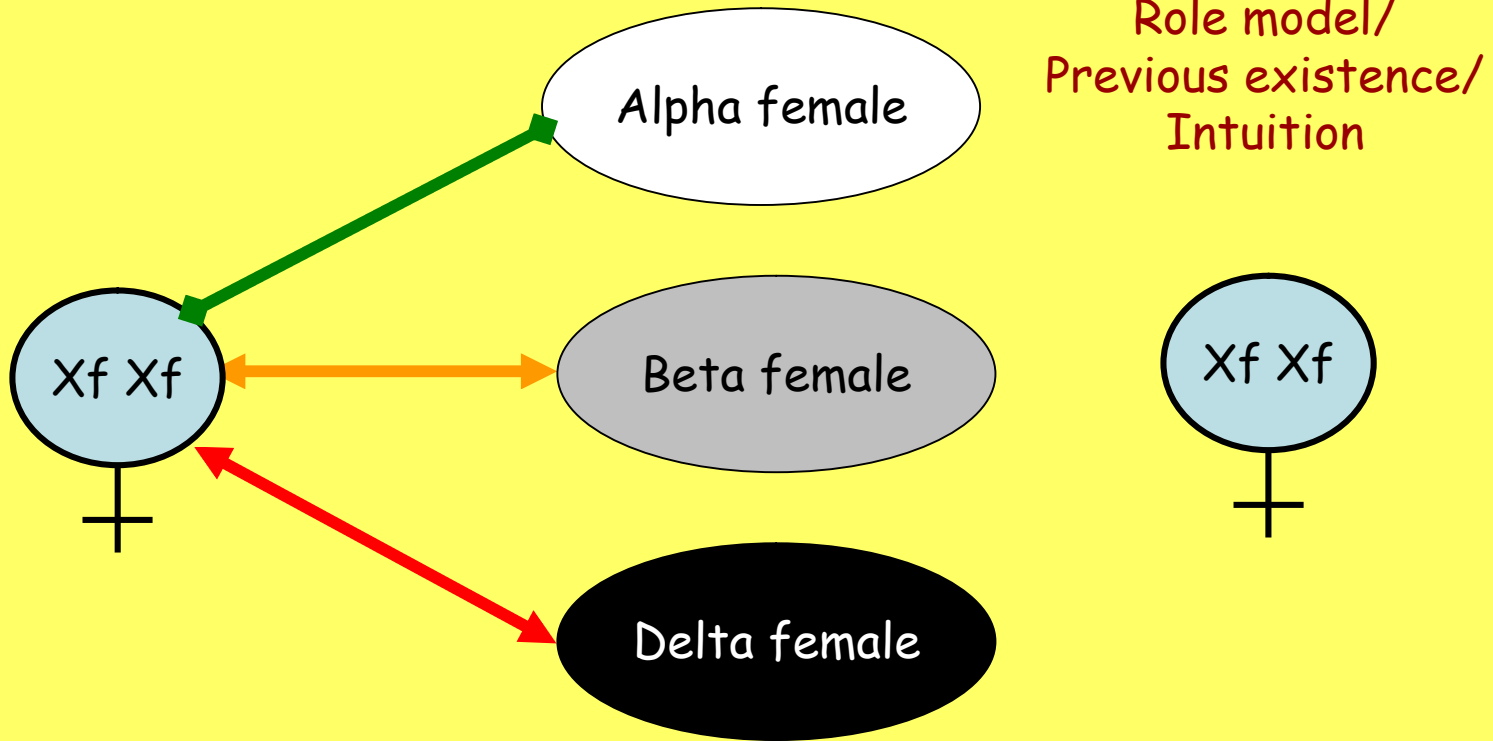 Role model/
Previous existence/
Intuition
Alpha female
Xf Xf
Beta female
Xf Xf
Delta female